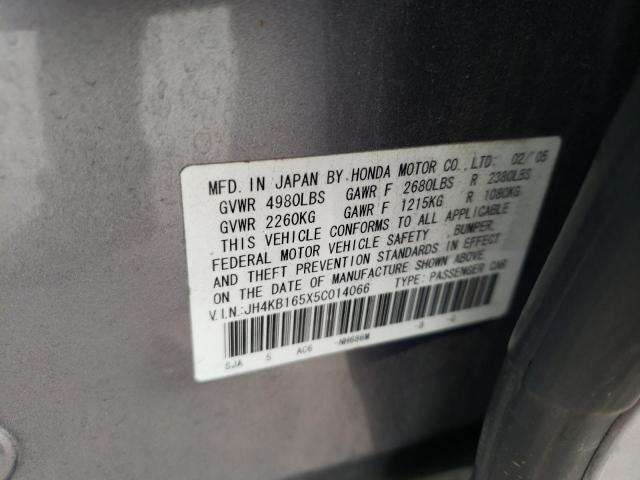 MFD. IN JAPAN BY HONDA MOTOR CO., LTD. 02/'05
GVWR 4980LBS GAWR F 2680LBS R 2380LBS
GVWR 2260KG GAWR F 1215KG R 1080KG
THIS VEHICLE CONFORMS TO ALL APPLICABLE
FEDERAL MOTOR VEHICLE SAFETY, BUMPER,
AND THEFT PREVENTION STANDARDS IN EFFECT
ON THE DATE OF MANUFACTURE SHOWN ABOVE.
V.I.N.:JH4KB165X5C014066 TYPE: PASSENGER CAR
SJA 5 AC6 -NH686M -B -C